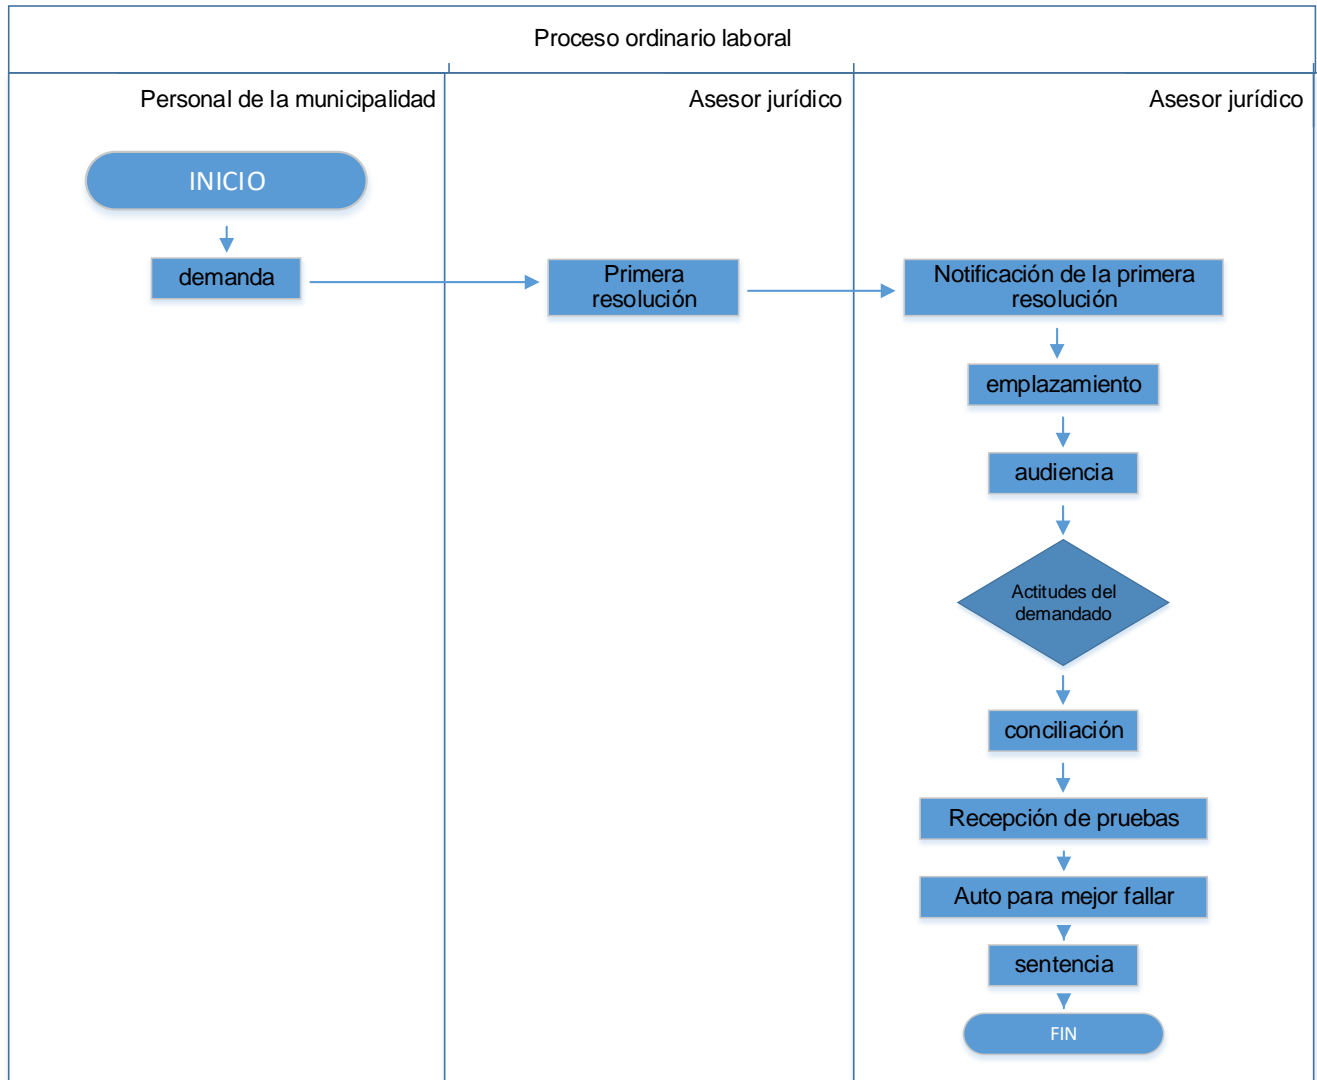 Proceso ordinario laboral
Personal de la municipalidad
Asesor jurídico
Asesor jurídico
INICIO
demanda
Primera
resolución
Notificación de la primera
resolución
emplazamiento
audiencia
Actitudes del
demandado
conciliación
Recepción de pruebas
Auto para mejor fallar
sentencia
FIN